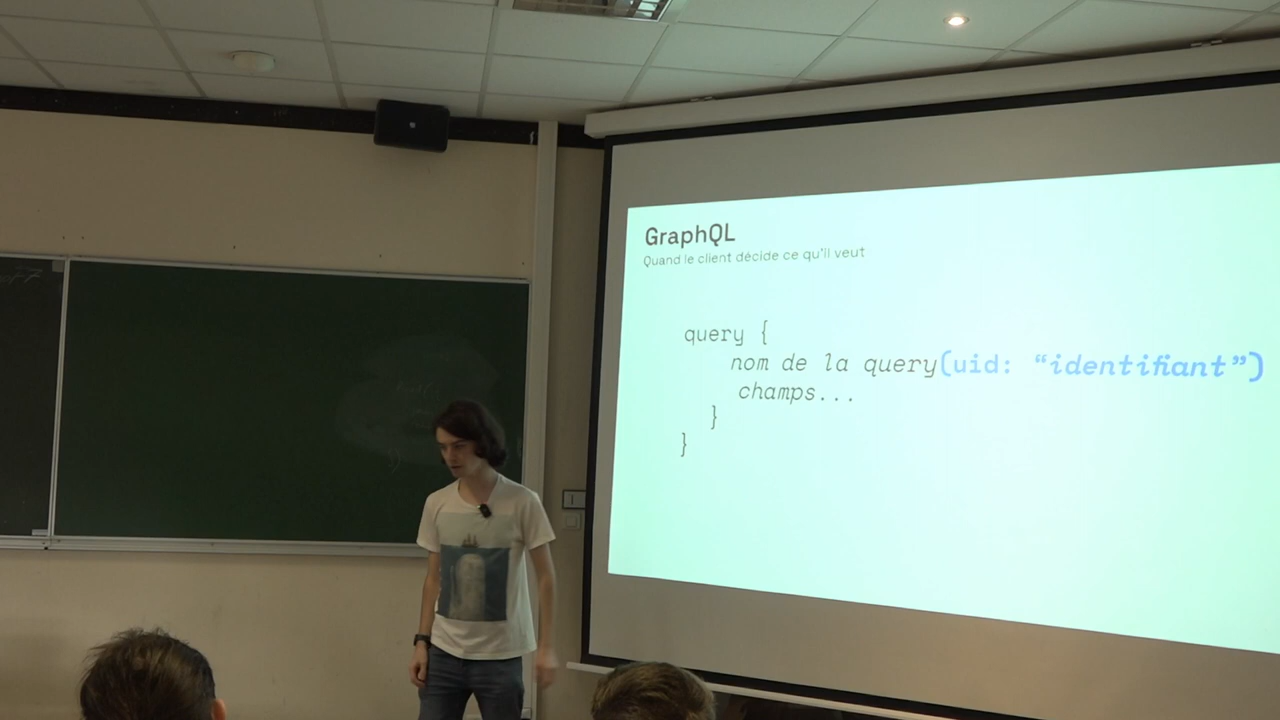 GraphQL
Quand le client décide ce qu'il veut
query {
nom de la query(uid: “identifiant”)
champs...
}
}